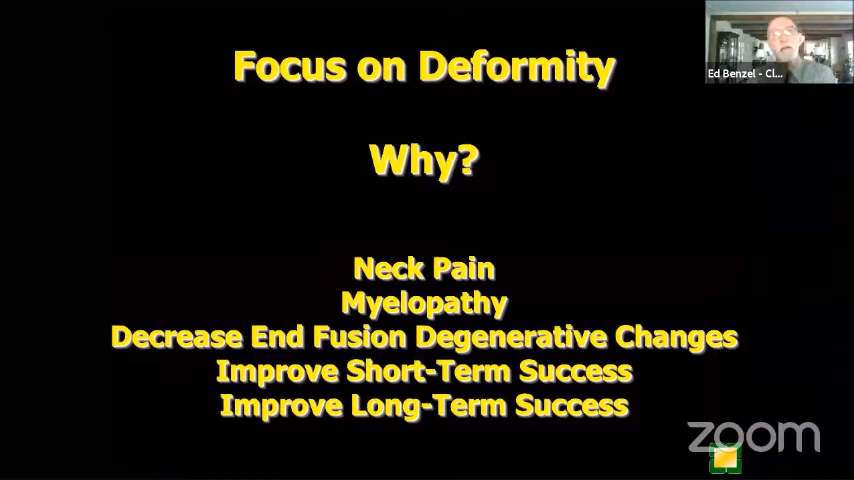 Ed Benzel - Cl...
Focus on Deformity
Why?
Neck Pain
Myelopathy
Decrease End Fusion Degenerative Changes
Improve Short-Term Success
Improve Long-Term Success
zoom